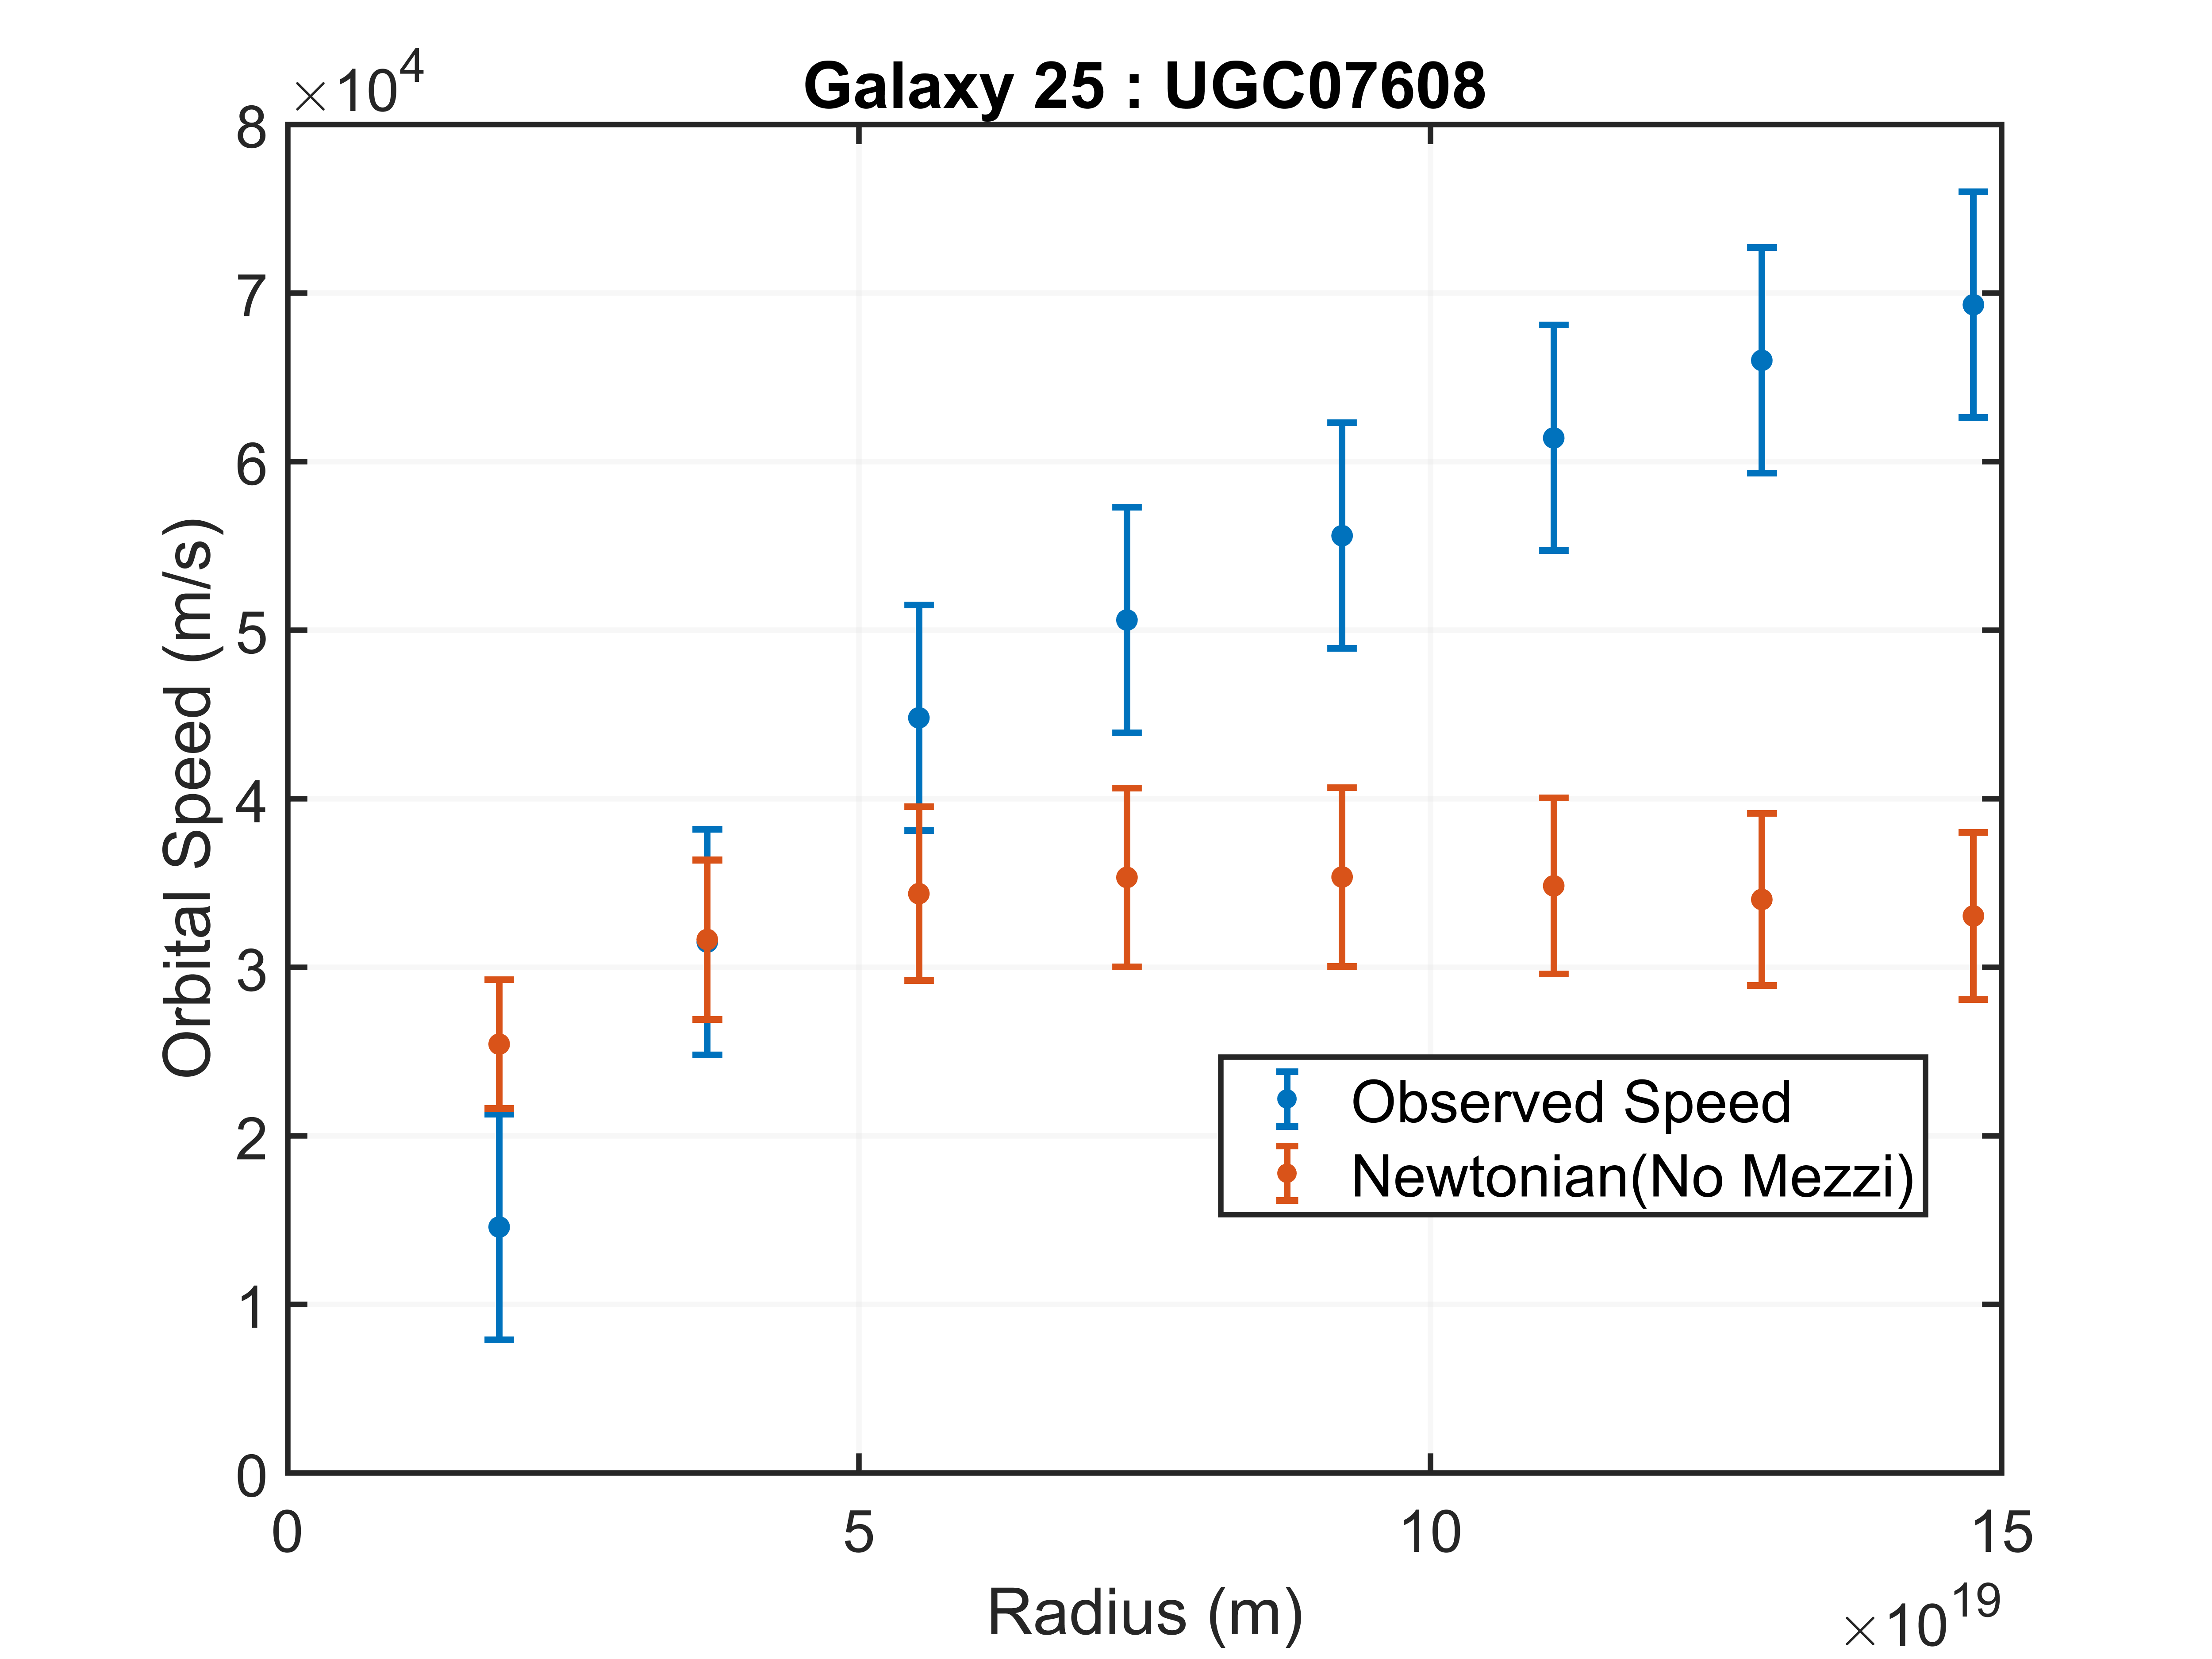 Galaxy 25 : UGC07608
×10⁴
8
7
6
5
4
3
2
1
0
Orbital Speed (m/s)
Observed Speed
Newtonian(No Mezzi)
0 5 10 15
Radius (m)
×10¹⁹